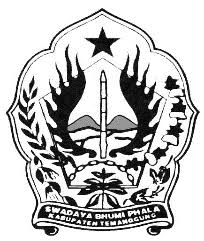 SWADAYA BHUMI PHALA
KABUPATEN TEMANGGUNG